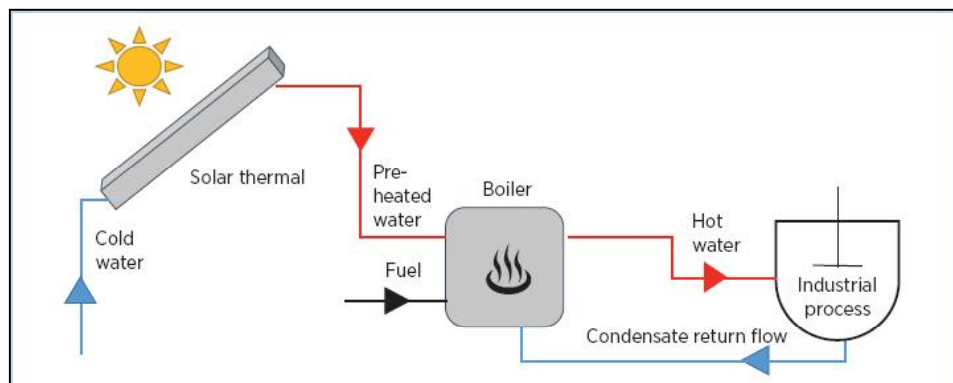 Solar thermal
Cold
water
Pre-
heated
water
Fuel
Boiler
Hot
water
Industrial
process
Condensate return flow